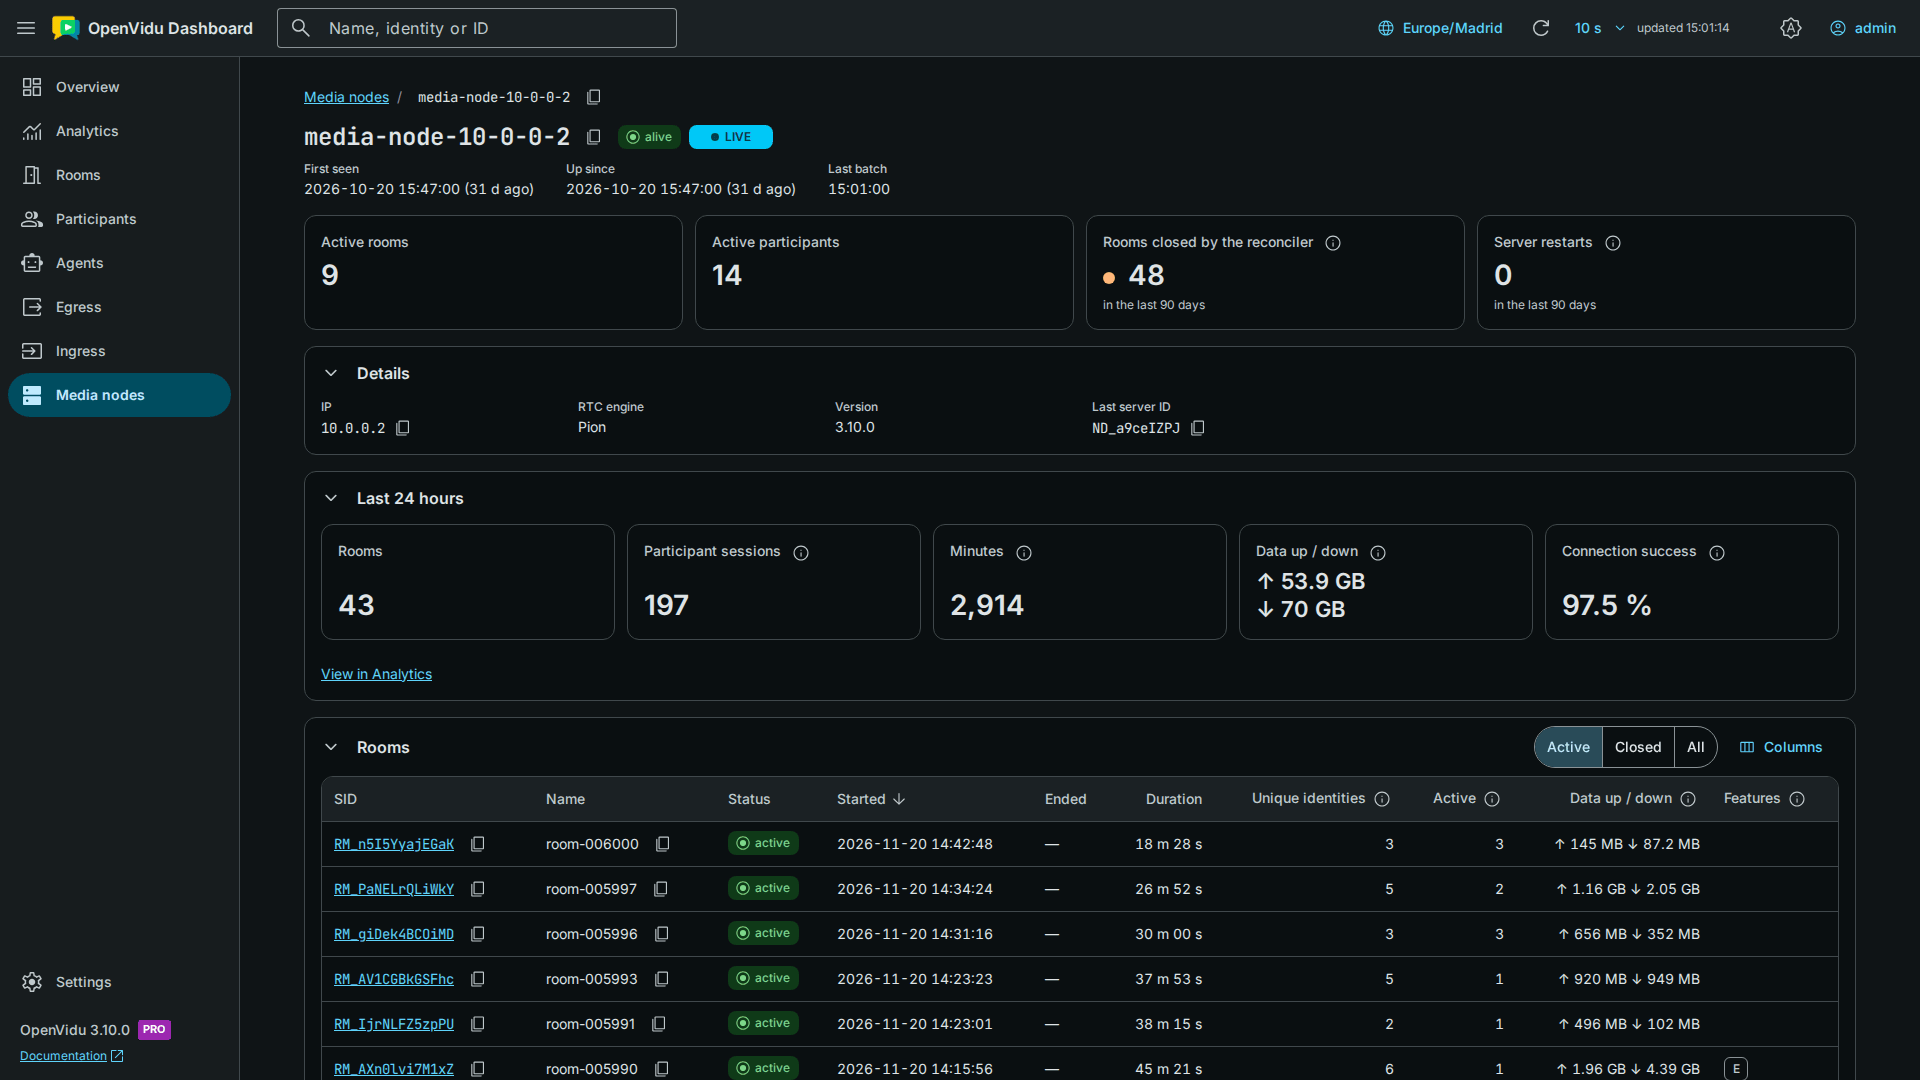 OpenVidu Dashboard
Name, identity or ID
Europe/Madrid
10 s
updated 15:01:14
admin
Overview
Analytics
Rooms
Participants
Agents
Egress
Ingress
Media nodes
Settings
OpenVidu 3.10.0 PRO
Documentation
Media nodes / media-node-10-0-0-2
media-node-10-0-0-2 alive LIVE
First seen Up since Last batch
2026-10-20 15:47:00 (31 d ago) 2026-10-20 15:47:00 (31 d ago) 15:01:00
Active rooms
9
Active participants
14
Rooms closed by the reconciler
48
in the last 90 days
Server restarts
0
in the last 90 days
Details
IP RTC engine Version Last server ID
10.0.0.2 Pion 3.10.0 ND_a9ceIZPJ
Last 24 hours
Rooms
43
Participant sessions
197
Minutes
2,914
Data up / down
↑ 53.9 GB
↓ 70 GB
Connection success
97.5 %
View in Analytics
Rooms Active Closed All Columns
SID Name Status Started ↓ Ended Duration Unique identities Active Data up / down Features
RM_n5I5YyajEGaK room-006000 active 2026-11-20 14:42:48 — 18 m 28 s 3 3 ↑ 145 MB ↓ 87.2 MB
RM_PaNELrQLiWkY room-005997 active 2026-11-20 14:34:24 — 26 m 52 s 5 2 ↑ 1.16 GB ↓ 2.05 GB
RM_giDek4BCOiMD room-005996 active 2026-11-20 14:31:16 — 30 m 00 s 3 3 ↑ 656 MB ↓ 352 MB
RM_AV1CGBkGSFhc room-005993 active 2026-11-20 14:23:23 — 37 m 53 s 5 1 ↑ 920 MB ↓ 949 MB
RM_IjrNLFZ5zpPU room-005991 active 2026-11-20 14:23:01 — 38 m 15 s 2 1 ↑ 496 MB ↓ 102 MB
RM_AXn0lvi7M1xZ room-005990 active 2026-11-20 14:15:56 — 45 m 21 s 6 1 ↑ 1.96 GB ↓ 4.39 GB E